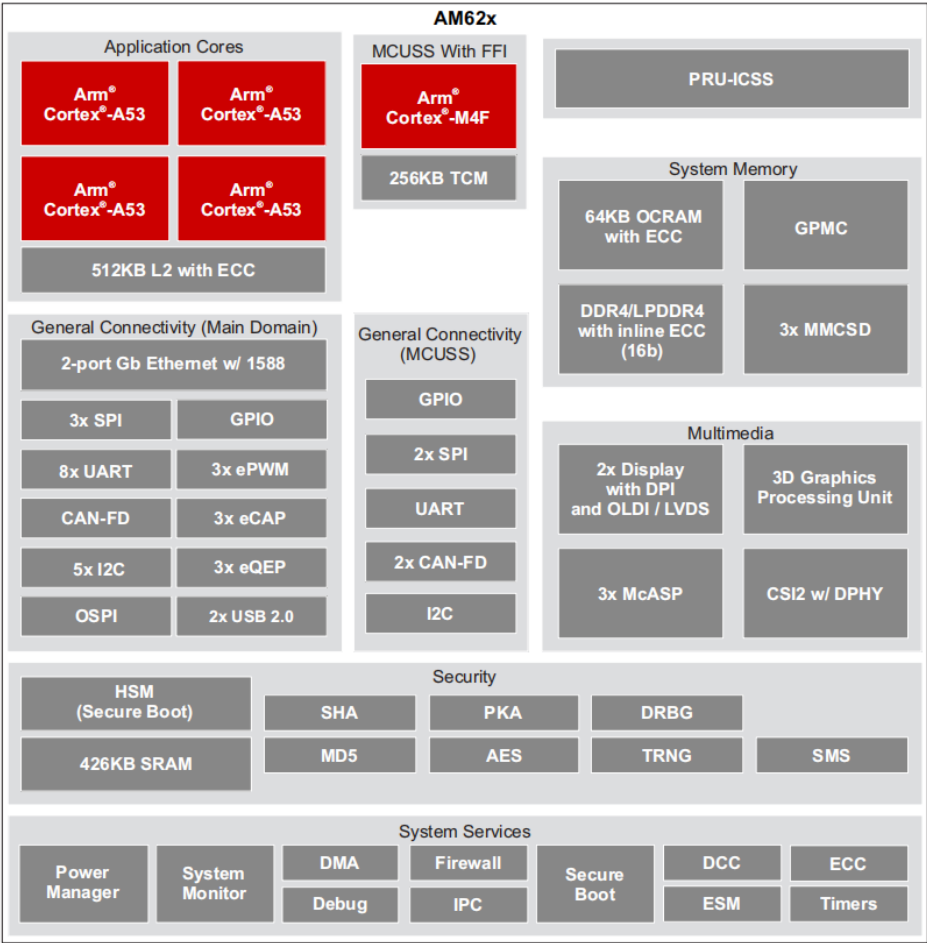 AM62x
Application Cores
Arm®
Cortex®-A53
Arm®
Cortex®-A53
Arm®
Cortex®-A53
Arm®
Cortex®-A53
512KB L2 with ECC
MCUSS With FFI
Arm®
Cortex®-M4F
256KB TCM
PRU-ICSS
System Memory
64KB OCRAM
with ECC
GPMC
DDR4/LPDDR4
with inline ECC
(16b)
3x MMCSD
General Connectivity (Main Domain)
2-port Gb Ethernet w/ 1588
3x SPI
GPIO
8x UART
3x ePWM
CAN-FD
3x eCAP
5x I2C
3x eQEP
OSPI
2x USB 2.0
General Connectivity
(MCUSS)
GPIO
2x SPI
UART
2x CAN-FD
I2C
Multimedia
2x Display
with DPI
and OLDI / LVDS
3D Graphics
Processing Unit
3x McASP
CSI2 w/ DPHY
Security
HSM
(Secure Boot)
SHA
PKA
DRBG
426KB SRAM
MD5
AES
TRNG
SMS
System Services
Power
Manager
System
Monitor
DMA
Firewall
Debug
IPC
Secure
Boot
DCC
ECC
ESM
Timers